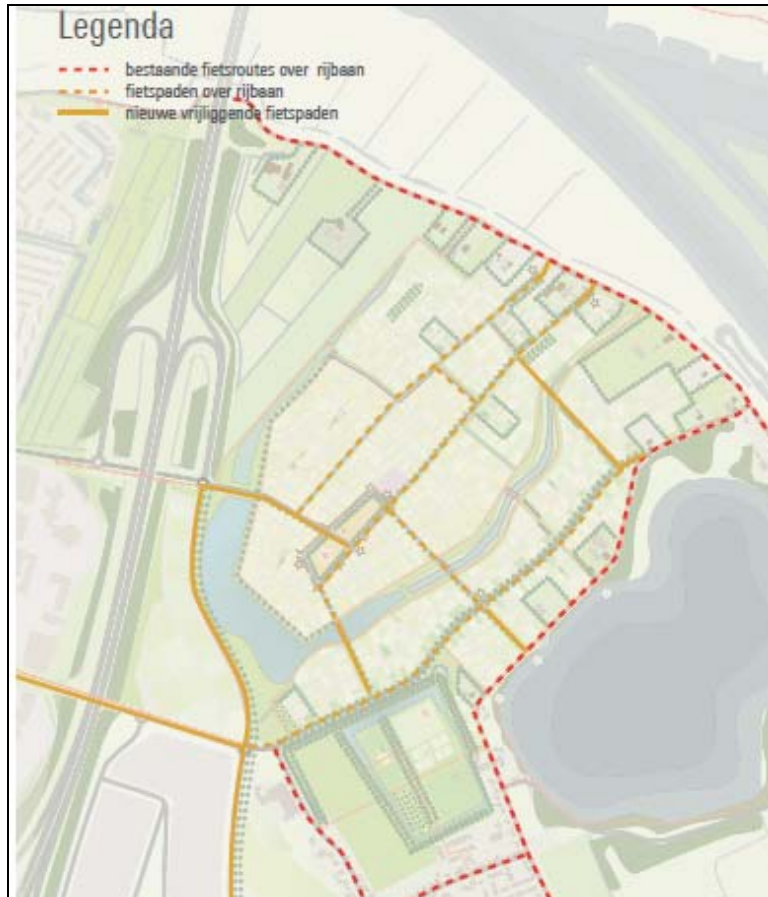 Legenda
bestaande fietsroutes over rijbaan
fietspaden over rijbaan
nieuwe vrijliggende fietspaden